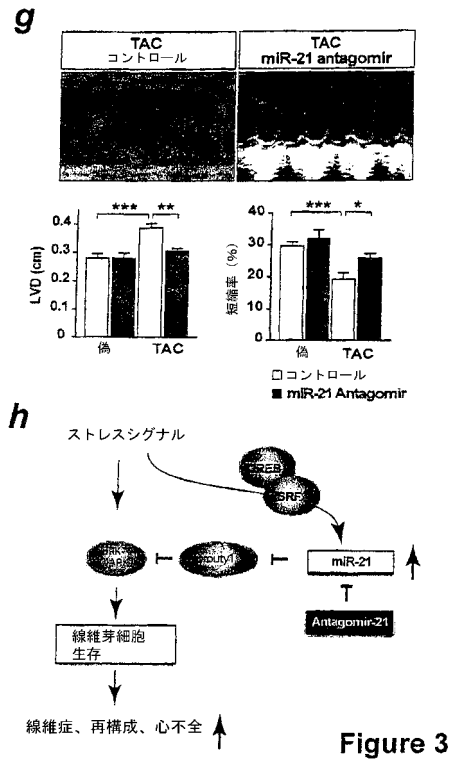 g
TAC
コントロール
TAC
miR-21 antagomir
*** **
LVD (cm)
0.4
0.3
0.2
0.1
0
偽 TAC
*** *
短縮率 (%)
40
30
20
10
0
偽 TAC
コントロール
miR-21 Antagomir
h
ストレスシグナル
CREB
SRF
miR-21
Antagomir-21
線維芽細胞
生存
線維症、再構成、心不全
Figure 3